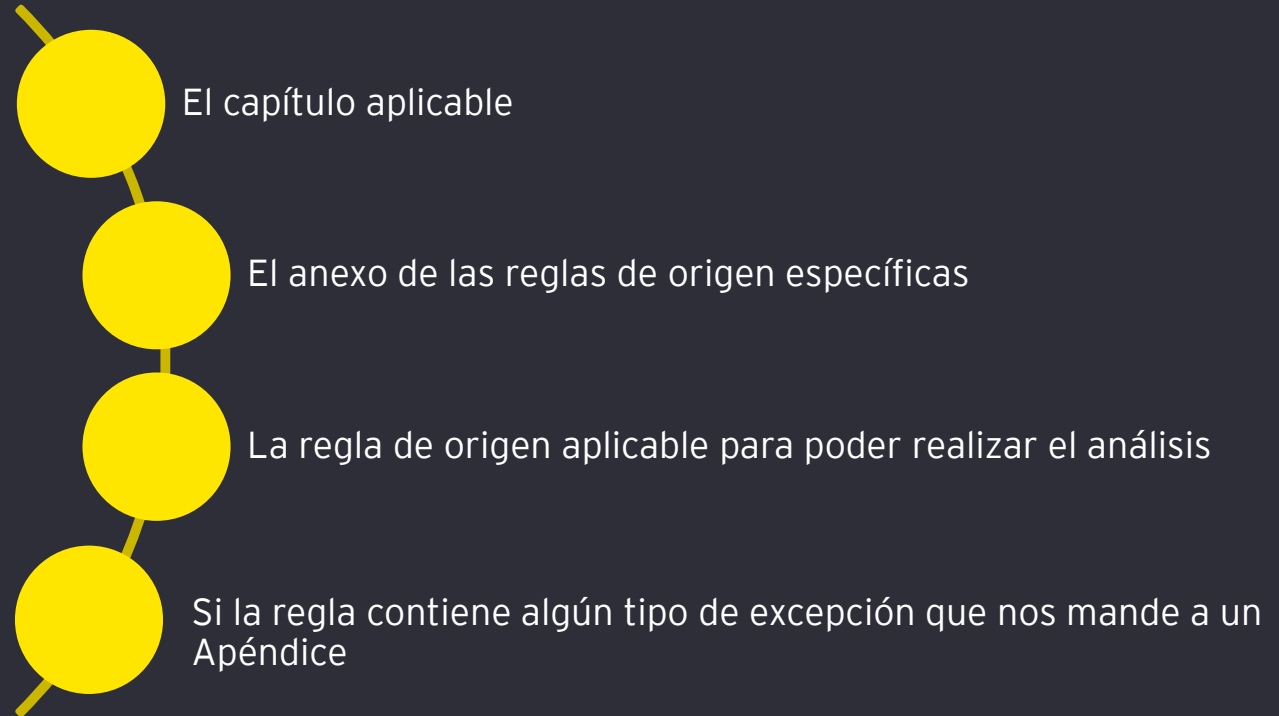 El capítulo aplicable
El anexo de las reglas de origen específicas
La regla de origen aplicable para poder realizar el análisis
Si la regla contiene algún tipo de excepción que nos mande a un
Apéndice